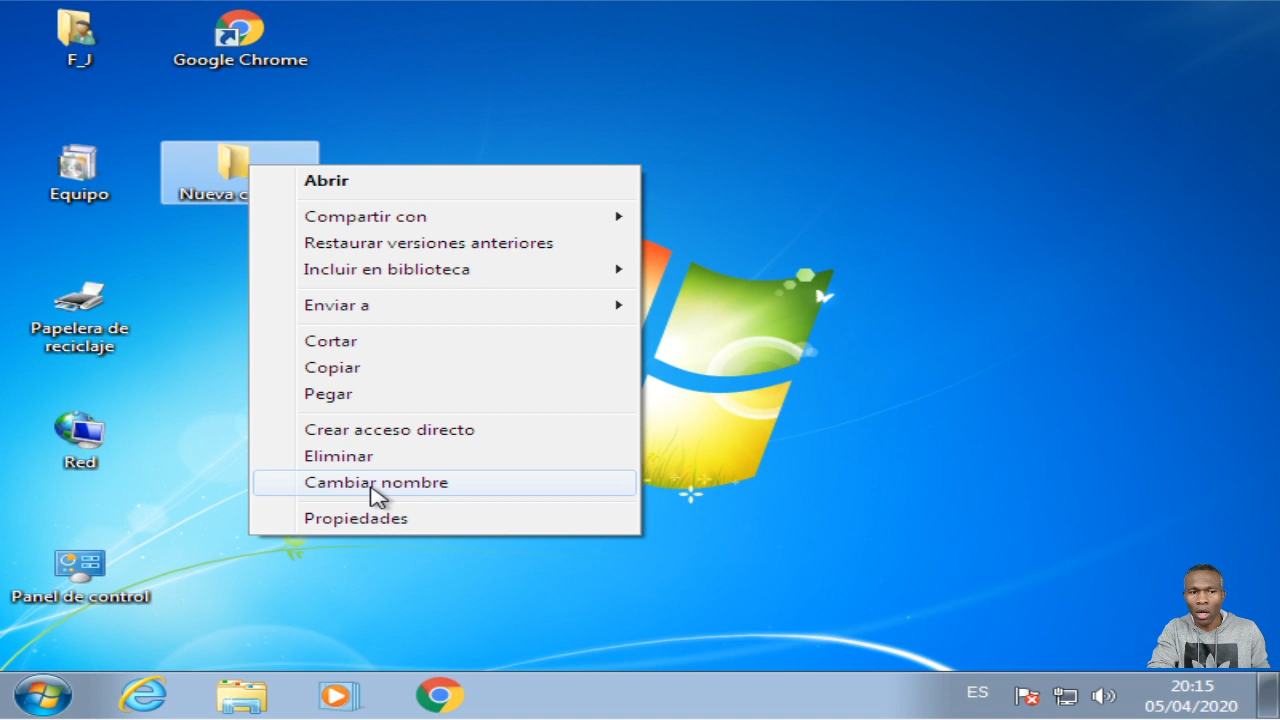 F_J
Google Chrome
Equipo
Nueva c
Abrir
Compartir con
Restaurar versiones anteriores
Incluir en biblioteca
Enviar a
Cortar
Copiar
Pegar
Crear acceso directo
Eliminar
Cambiar nombre
Propiedades
Papelera de
reciclaje
Red
Panel de control
ES
20:15
05/04/2020